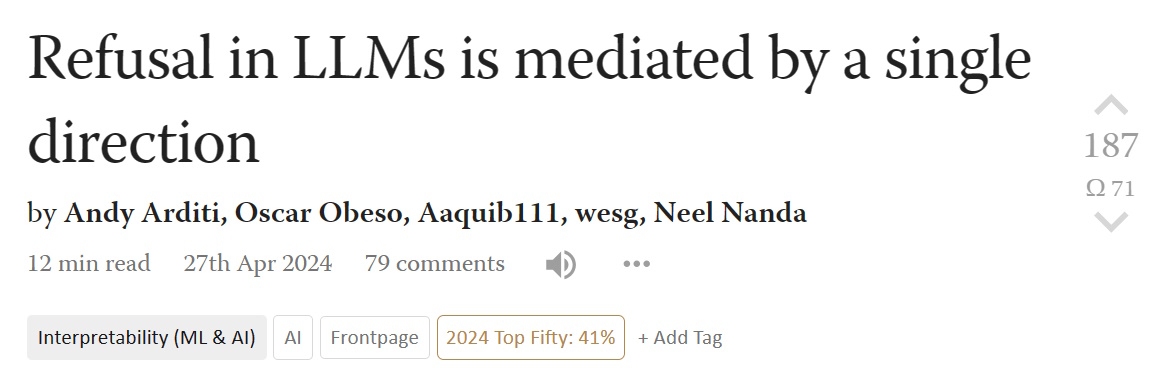 Refusal in LLMs is mediated by a single
direction
187
Ω 71
by Andy Arditi, Oscar Obeso, Aaquib111, wesg, Neel Nanda
12 min read 27th Apr 2024 79 comments
Interpretability (ML & AI) AI Frontpage 2024 Top Fifty: 41% + Add Tag